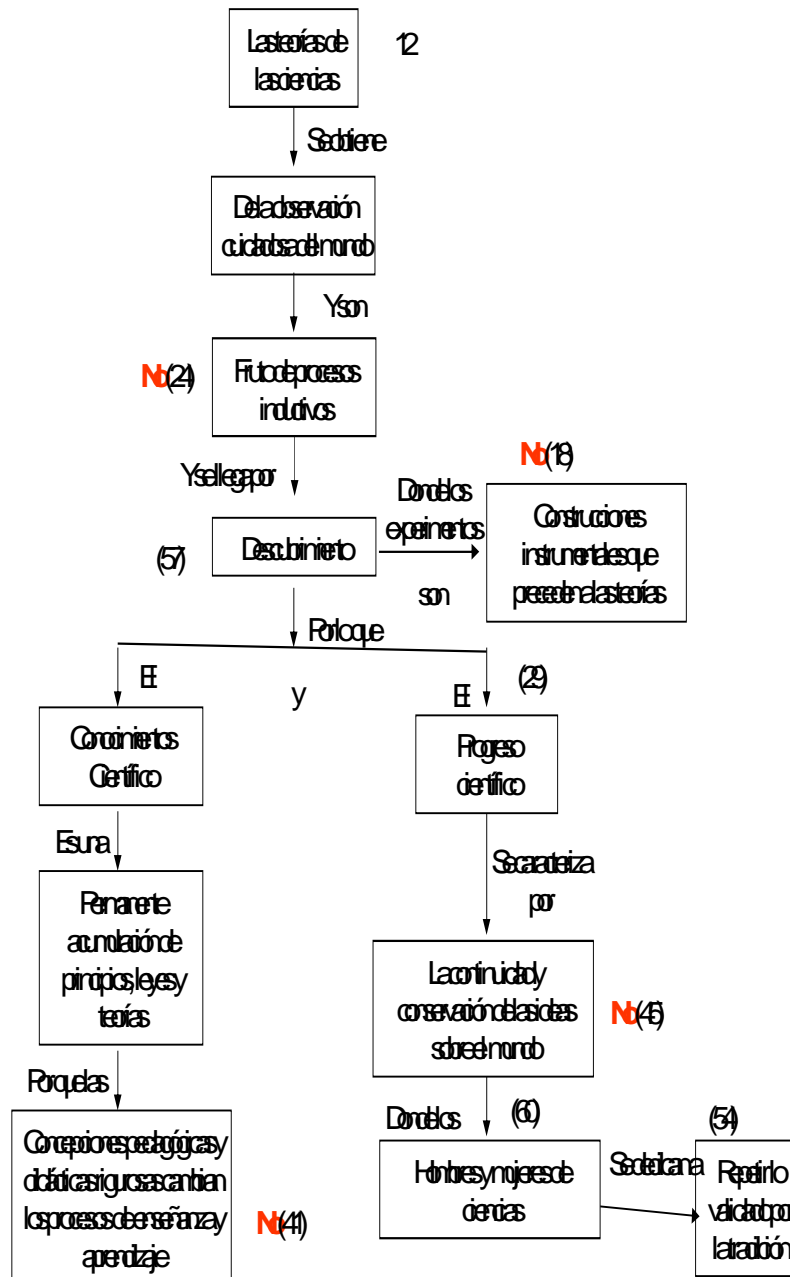 Las teorías de
las ciencias
12
Se obtiene
De la observación
cuidadosa del mundo
Y son
No (24)
Fruto de procesos
inductivos
No (18)
Y se llega por
Donde los
experimentos
son
Construcciones
instrumentales que
preceden a las teorías
(57)
Descubrimiento
Por lo que
El
y
El
(29)
Conocimientos
Científico
Progreso
científico
Es una
Se caracteriza
por
Permanente
acumulación de
principios, leyes y
teorías
La continuidad y
conservación de las ideas
sobre el mundo
No (45)
Porque las
Donde los
(60)
(54)
Concepciones pedagógicas y
didácticas rigurosas cambian
los procesos de enseñanza y
aprendizaje
No (41)
Hombres y mujeres de
ciencias
Se dedican a
Repetir lo
validado por
la tradición